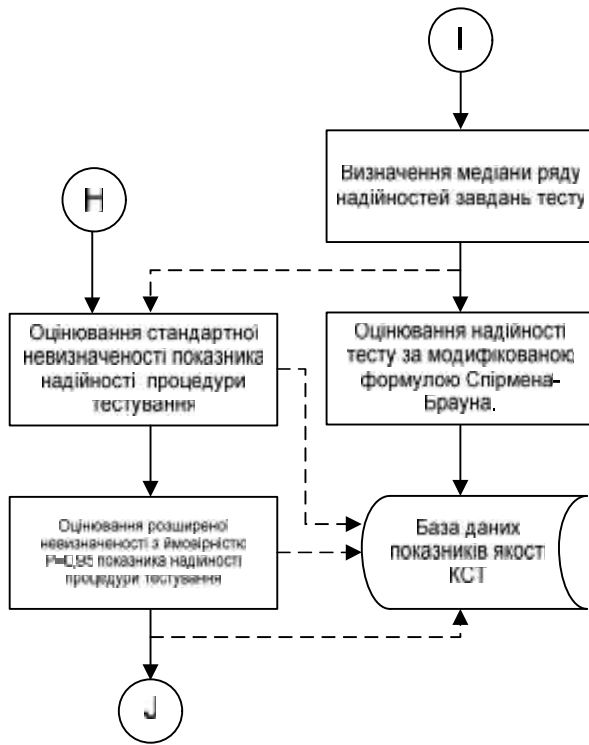 I
Визначення медіани ряду
надійностей завдань тесту
H
Оцінювання стандартної
невизначеності показника
надійності процедури
тестування
Оцінювання надійності
тесту за модифікованою
формулою Спірмена-
Брауна.
Оцінювання розширеної
невизначеності з ймовірністю
P=0,95 показника надійності
процедури тестування
База даних
показників якості
КСТ
J